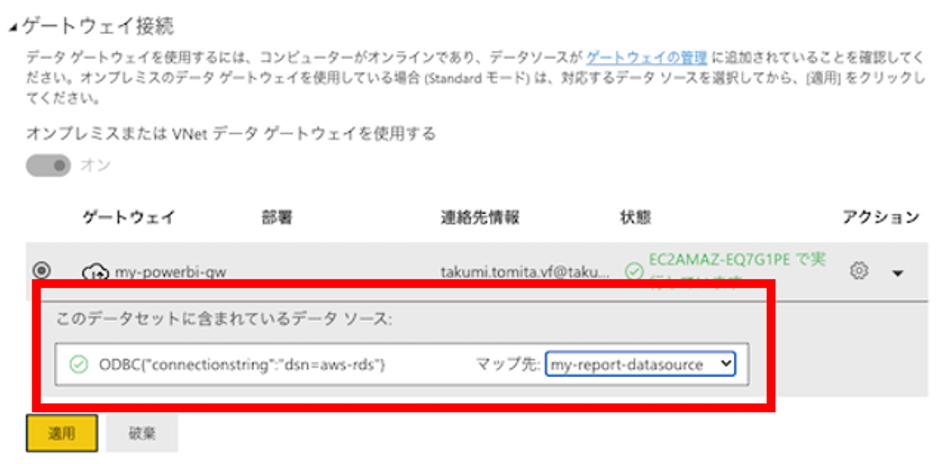 ゲートウェイ接続
データ ゲートウェイを使用するには、コンピューターがオンラインであり、データソースが ゲートウェイの管理 に追加されていることを確認してく
ださい。オンプレミスのデータ ゲートウェイを使用している場合 (Standard モード) は、対応するデータ ソースを選択してから、[適用] をクリックし
てください。
オンプレミスまたは VNet データ ゲートウェイを使用する
オン
ゲートウェイ 部署 連絡先情報 状態 アクション
my-powerbi-gw takumi.tomita.vf@taku... EC2AMAZ-EQ7G1PE で実
行しています
このデータセットに含まれているデータ ソース:
ODBC{"connectionstring":"dsn=aws-rds"} マップ先: my-report-datasource
適用 破棄